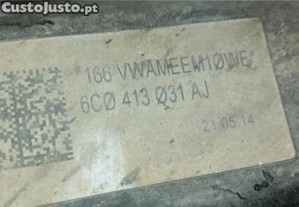 CustoJusto.pt
166 VWAMEEM10WE
6C0 413 031 AJ
21.05.14